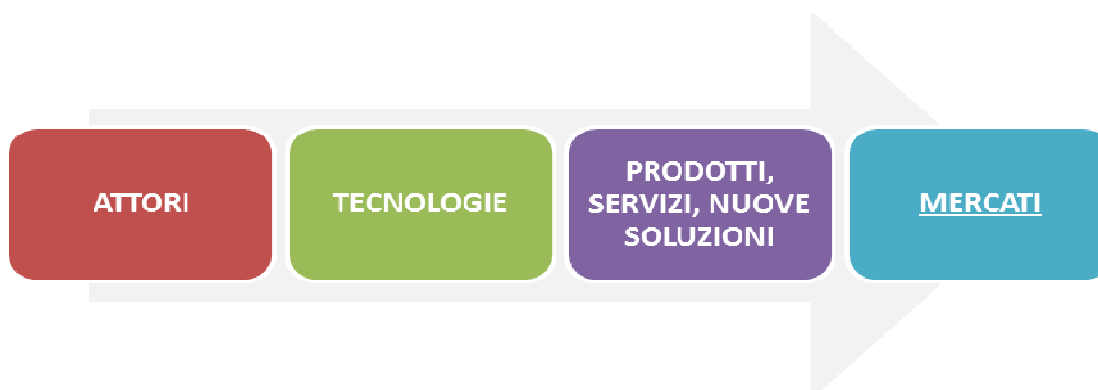 ATTORI
TECNOLOGIE
PRODOTTI,
SERVIZI, NUOVE
SOLUZIONI
MERCATI